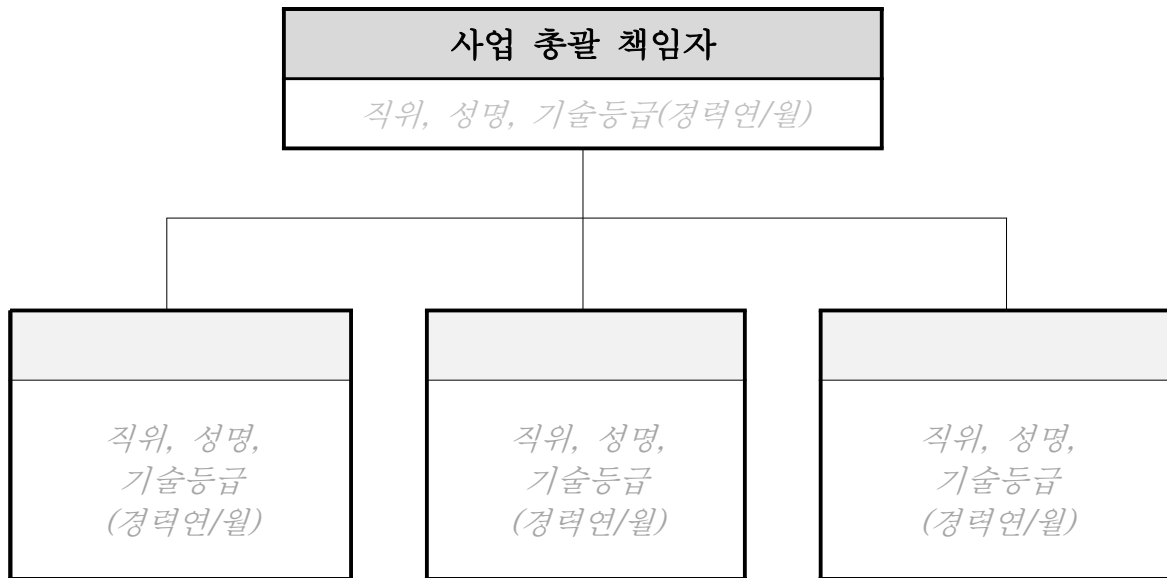 사업 총괄 책임자
직위, 성명, 기술등급(경력연/월)
직위, 성명,
기술등급
(경력연/월)
직위, 성명,
기술등급
(경력연/월)
직위, 성명,
기술등급
(경력연/월)